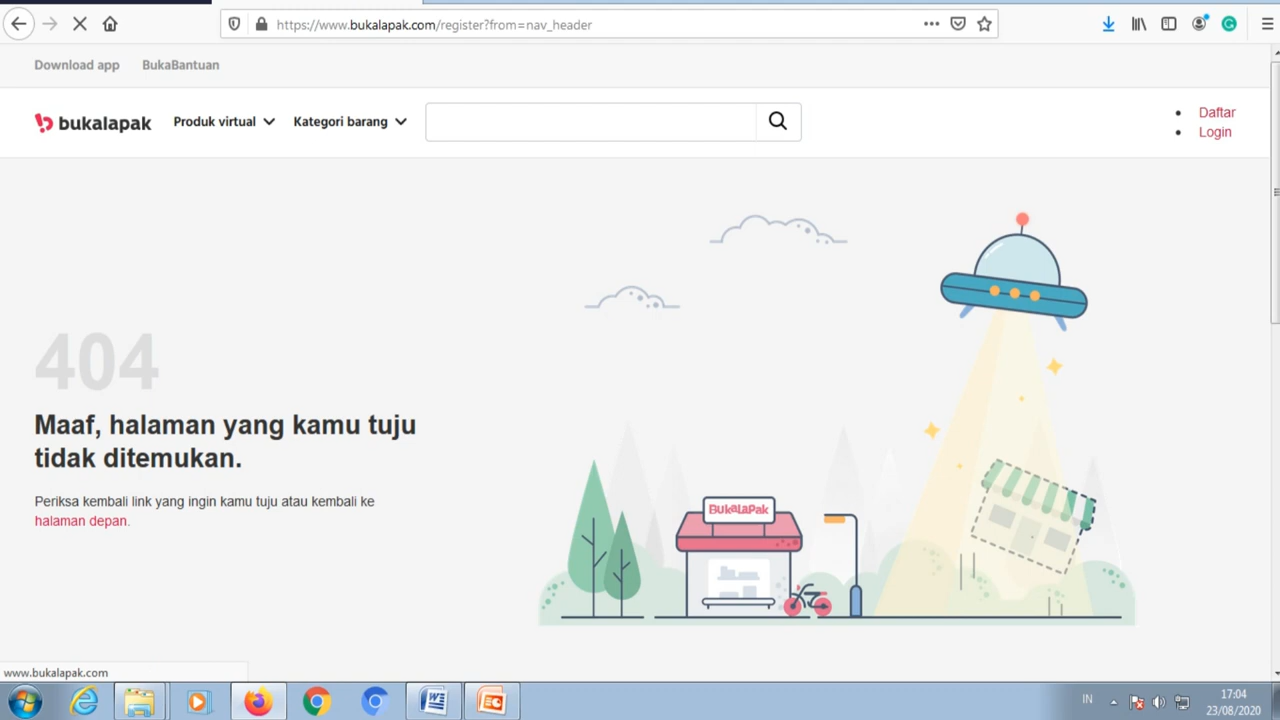 https://www.bukalapak.com/register?from=nav_header
Download app BukaBantuan
bukalapak Produk virtual Kategori barang
Daftar
Login
404
Maaf, halaman yang kamu tuju
tidak ditemukan.
Periksa kembali link yang ingin kamu tuju atau kembali ke
halaman depan.
BukaLaPak
www.bukalapak.com
IN
17:04
23/08/2020